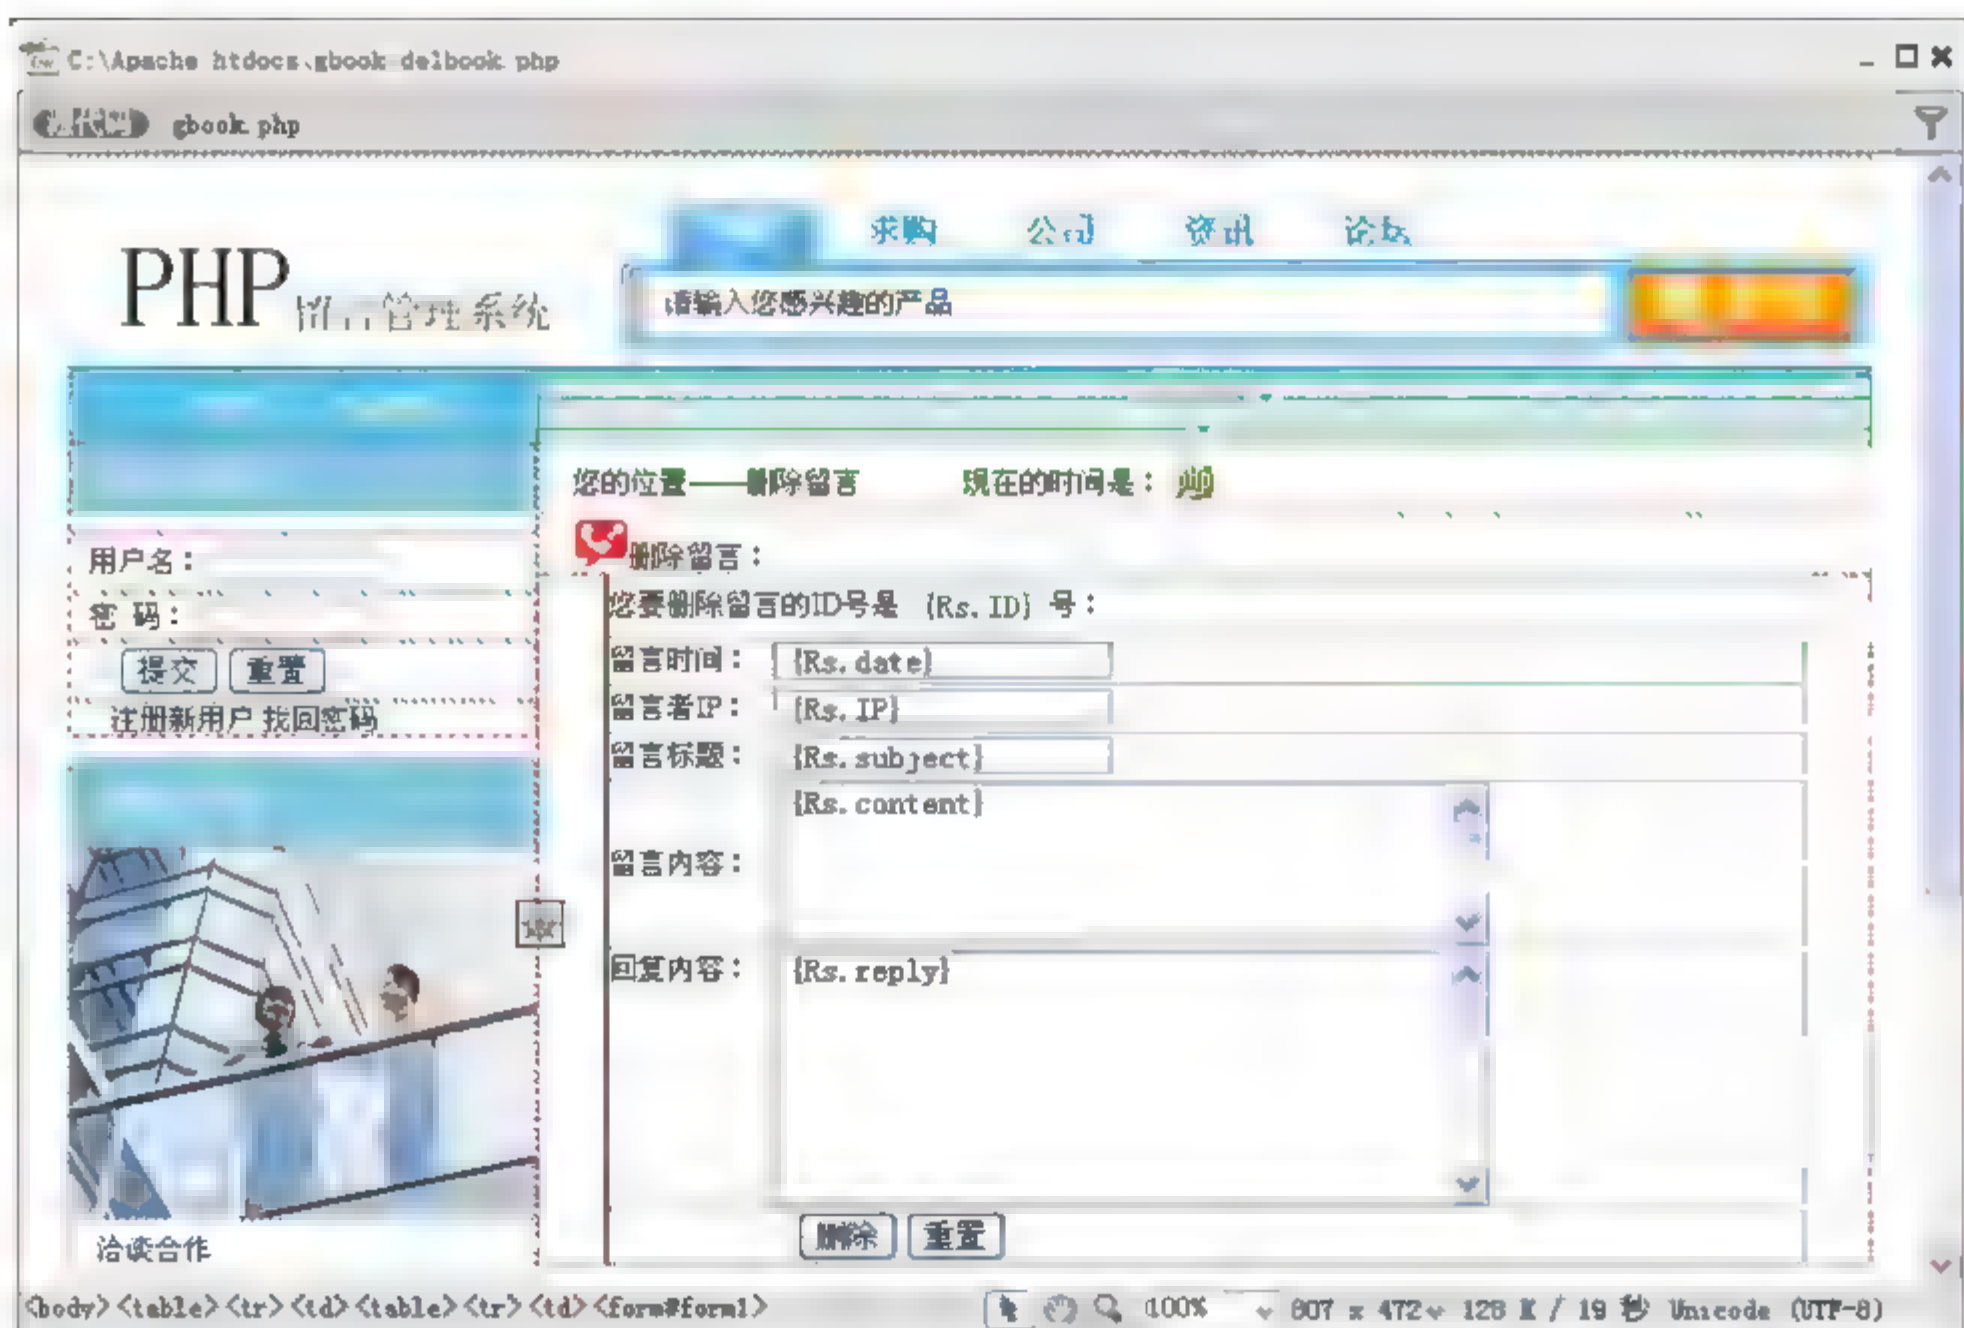 C:\Apache htdocs\gbook delbook.php
源代码 gbook.php
求购 公司 资讯 论坛
PHP留言管理系统
请输入您感兴趣的产品
您的位置——删除留言 现在的时间是：
删除留言：
用户名：
您要删除留言的ID号是 {Rs.ID} 号：
密 码：
留言时间： {Rs.date}
提交 重置
留言者IP： {Rs.IP}
注册新用户 找回密码
留言标题： {Rs.subject}
{Rs.content}
留言内容：
回复内容： {Rs.reply}
删除 重置
洽谈合作
<body><table><tr><td><table><tr><td><form#form1> 100% 807 x 472 128 K / 19 秒 Unicode (UTF-8)